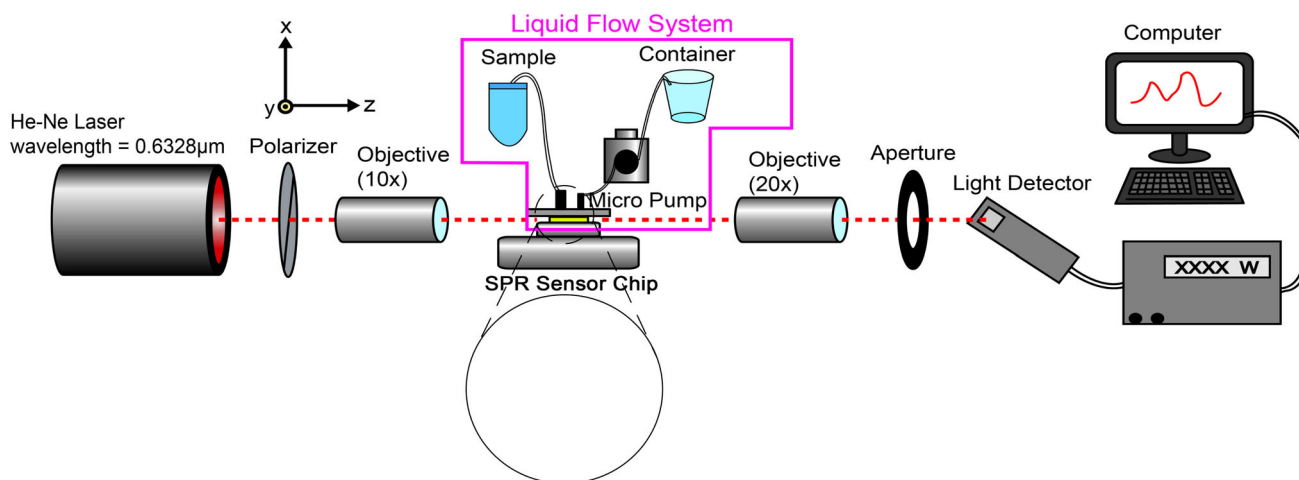 Liquid Flow System
Computer
x
Sample
Container
y
z
He-Ne Laser
wavelength = 0.6328μm
Polarizer
Objective
(10x)
Objective
(20x)
Aperture
Light Detector
Micro Pump
XXXX W
SPR Sensor Chip